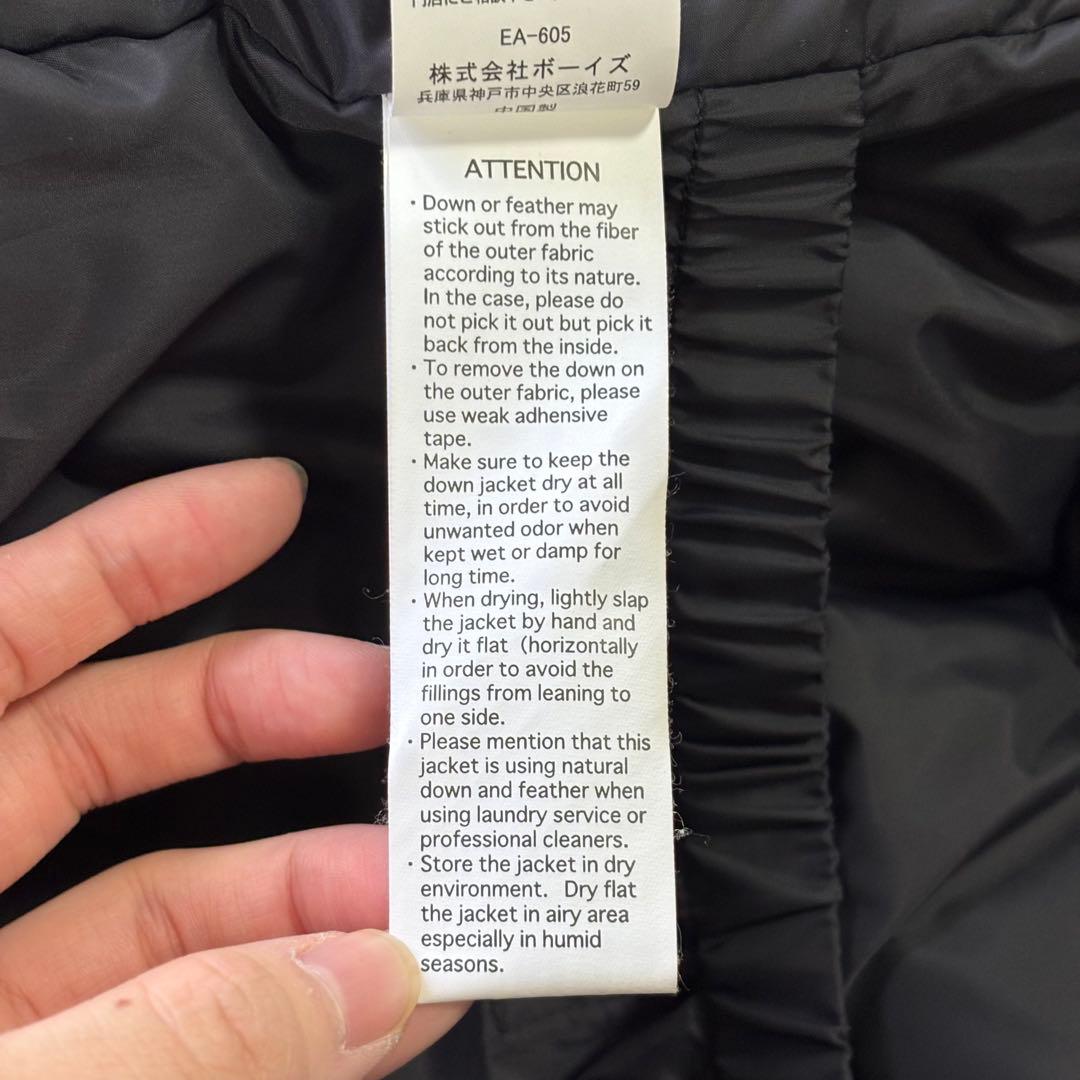 EA-605
株式会社ボーイズ
兵庫県神戸市中央区浪花町59
中国製
ATTENTION
・Down or feather may
stick out from the fiber
of the outer fabric
according to its nature.
In the case, please do
not pick it out but pick it
back from the inside.
・To remove the down on
the outer fabric, please
use weak adhensive
tape.
・Make sure to keep the
down jacket dry at all
time, in order to avoid
unwanted odor when
kept wet or damp for
long time.
・When drying, lightly slap
the jacket by hand and
dry it flat（horizontally
in order to avoid the
fillings from leaning to
one side.
・Please mention that this
jacket is using natural
down and feather when
using laundry service or
professional cleaners.
・Store the jacket in dry
environment.  Dry flat
the jacket in airy area
especially in humid
seasons.